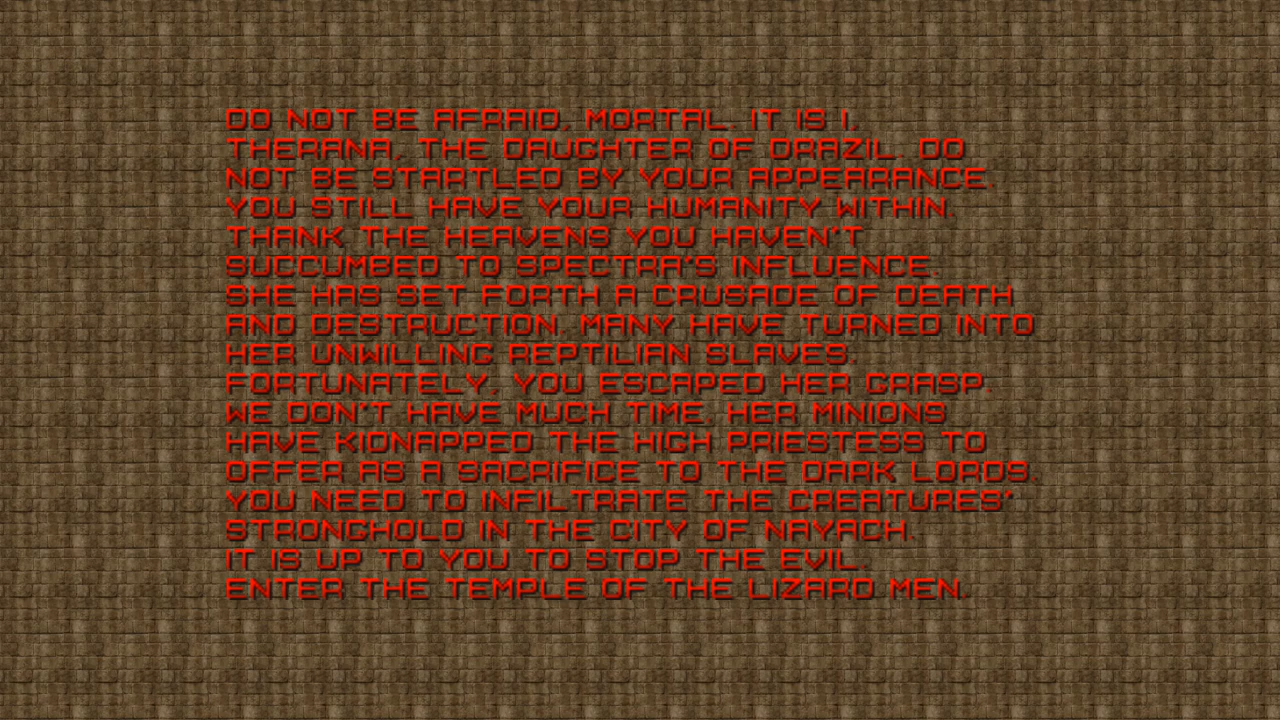 DO NOT BE AFRAID, MORTAL. IT IS I,
THERANA, THE DAUGHTER OF DRAZIL. DO
NOT BE STARTLED BY YOUR APPEARANCE.
YOU STILL HAVE YOUR HUMANITY WITHIN.
THANK THE HEAVENS YOU HAVEN'T
SUCCUMBED TO SPECTRA'S INFLUENCE.
SHE HAS SET FORTH A CRUSADE OF DEATH
AND DESTRUCTION. MANY HAVE TURNED INTO
HER UNWILLING REPTILIAN SLAVES.
FORTUNATELY, YOU ESCAPED HER GRASP.
WE DON'T HAVE MUCH TIME. HER MINIONS
HAVE KIDNAPPED THE HIGH PRIESTESS TO
OFFER AS A SACRIFICE TO THE DARK LORDS.
YOU NEED TO INFILTRATE THE CREATURES'
STRONGHOLD IN THE CITY OF NAYACH.
IT IS UP TO YOU TO STOP THE EVIL.
ENTER THE TEMPLE OF THE LIZARD MEN.